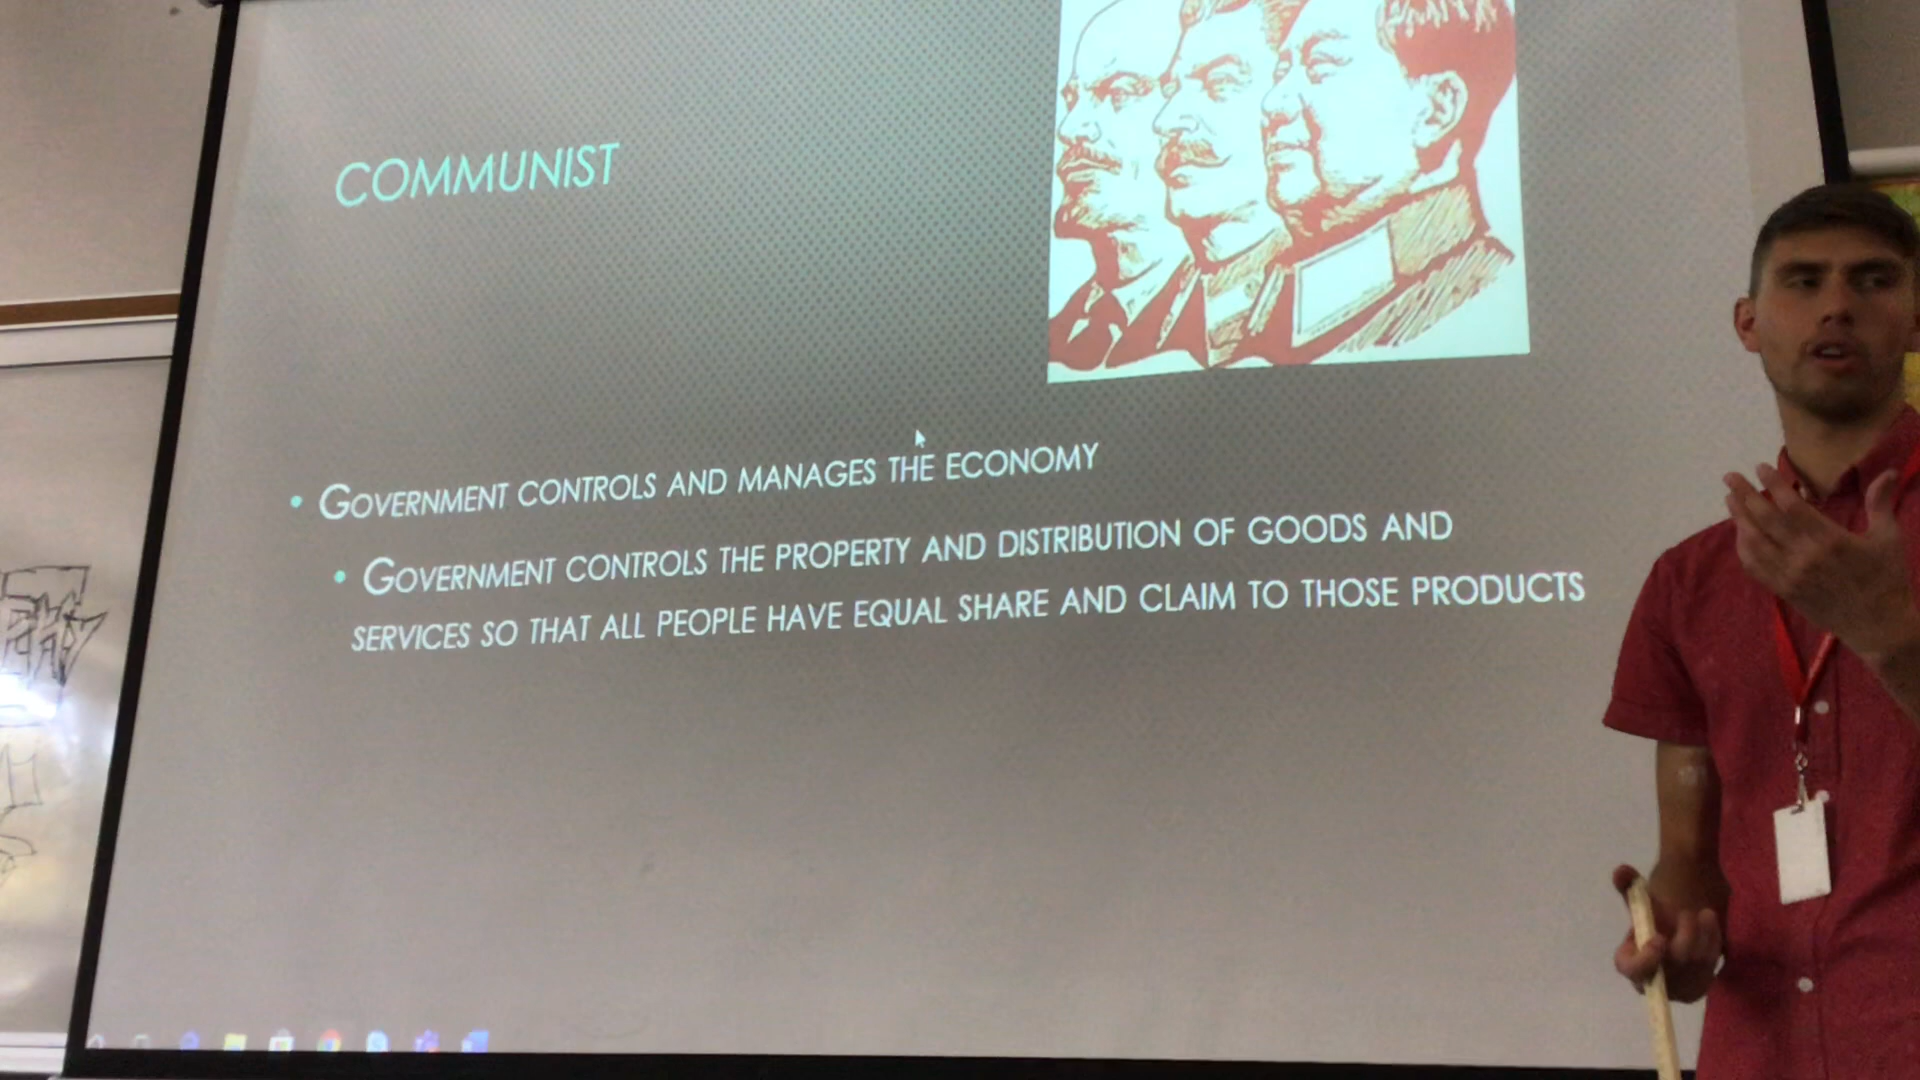 COMMUNIST
• GOVERNMENT CONTROLS AND MANAGES THE ECONOMY
• GOVERNMENT CONTROLS THE PROPERTY AND DISTRIBUTION OF GOODS AND
SERVICES SO THAT ALL PEOPLE HAVE EQUAL SHARE AND CLAIM TO THOSE PRODUCTS